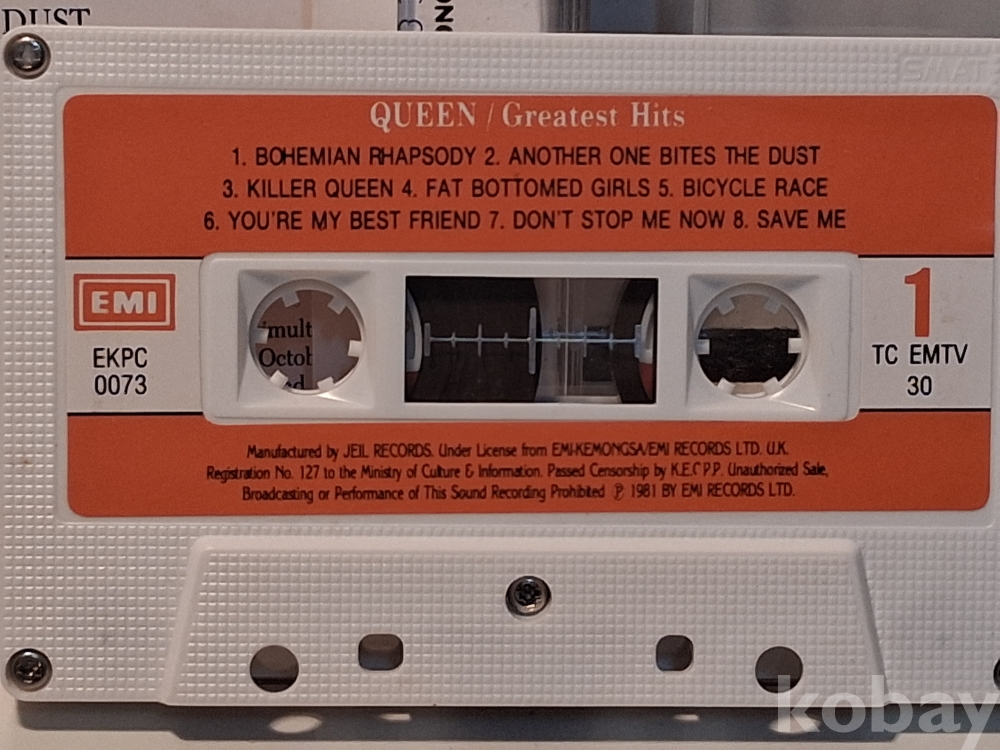 DUST
SMAT
QUEEN / Greatest Hits
1. BOHEMIAN RHAPSODY 2. ANOTHER ONE BITES THE DUST
3. KILLER QUEEN 4. FAT BOTTOMED GIRLS 5. BICYCLE RACE
6. YOU'RE MY BEST FRIEND 7. DON'T STOP ME NOW 8. SAVE ME
EMI
EKPC
0073
1
TC EMTV
30
Manufactured by JEIL RECORDS. Under License from EMI-KEMONGSA/EMI RECORDS LTD. U.K.
Registration No. 127 to the Ministry of Culture & Information. Passed Censorship by K.E.C.P.P. Unauthorized Sale,
Broadcasting or Performance of This Sound Recording Prohibited ℗ 1981 BY EMI RECORDS LTD.
kobay